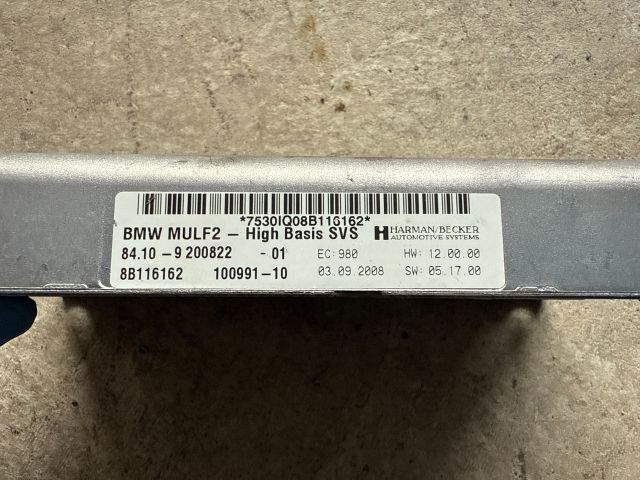 *7530IQ08B116162*
BMW MULF2 – High Basis SVS HARMAN/BECKER
AUTOMOTIVE SYSTEMS
84.10 -9 200822 - 01 EC: 980 HW: 12.00.00
8B116162 100991-10 03.09.2008 SW: 05.17.00